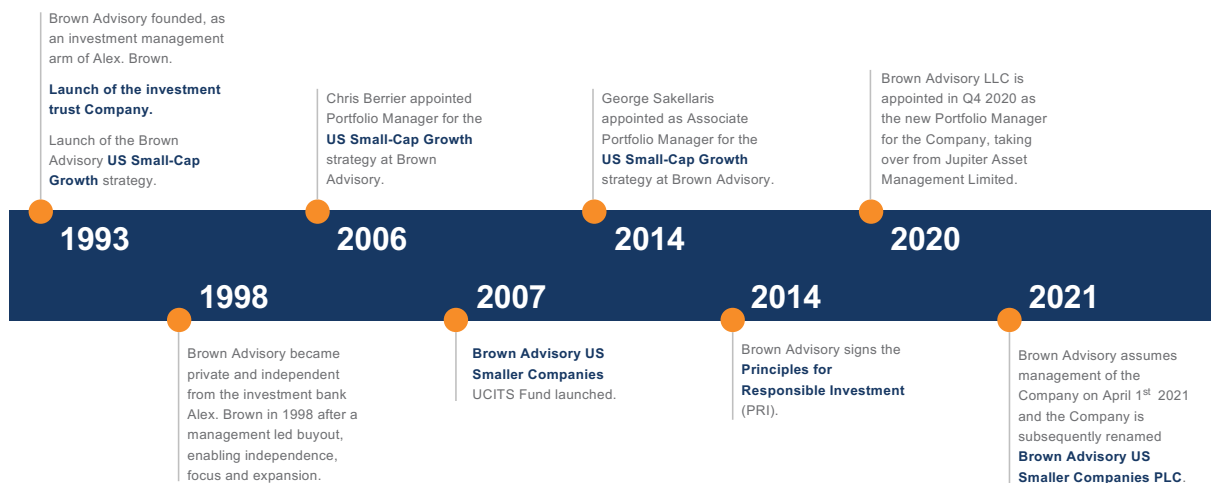 Brown Advisory founded, as
an investment management
arm of Alex. Brown.
Launch of the investment
trust Company.
Launch of the Brown
Advisory US Small-Cap
Growth strategy.
1993
1998
Brown Advisory became
private and independent
from the investment bank
Alex. Brown in 1998 after a
management led buyout,
enabling independence,
focus and expansion.
Chris Berrier appointed
Portfolio Manager for the
US Small-Cap Growth
strategy at Brown
Advisory.
2006
2007
Brown Advisory US
Smaller Companies
UCITS Fund launched.
George Sakellaris
appointed as Associate
Portfolio Manager for the
US Small-Cap Growth
strategy at Brown Advisory.
2014
2014
Brown Advisory signs the
Principles for
Responsible Investment
(PRI).
Brown Advisory LLC is
appointed in Q4 2020 as
the new Portfolio Manager
for the Company, taking
over from Jupiter Asset
Management Limited.
2020
2021
Brown Advisory assumes
management of the
Company on April 1st 2021
and the Company is
subsequently renamed
Brown Advisory US
Smaller Companies PLC.